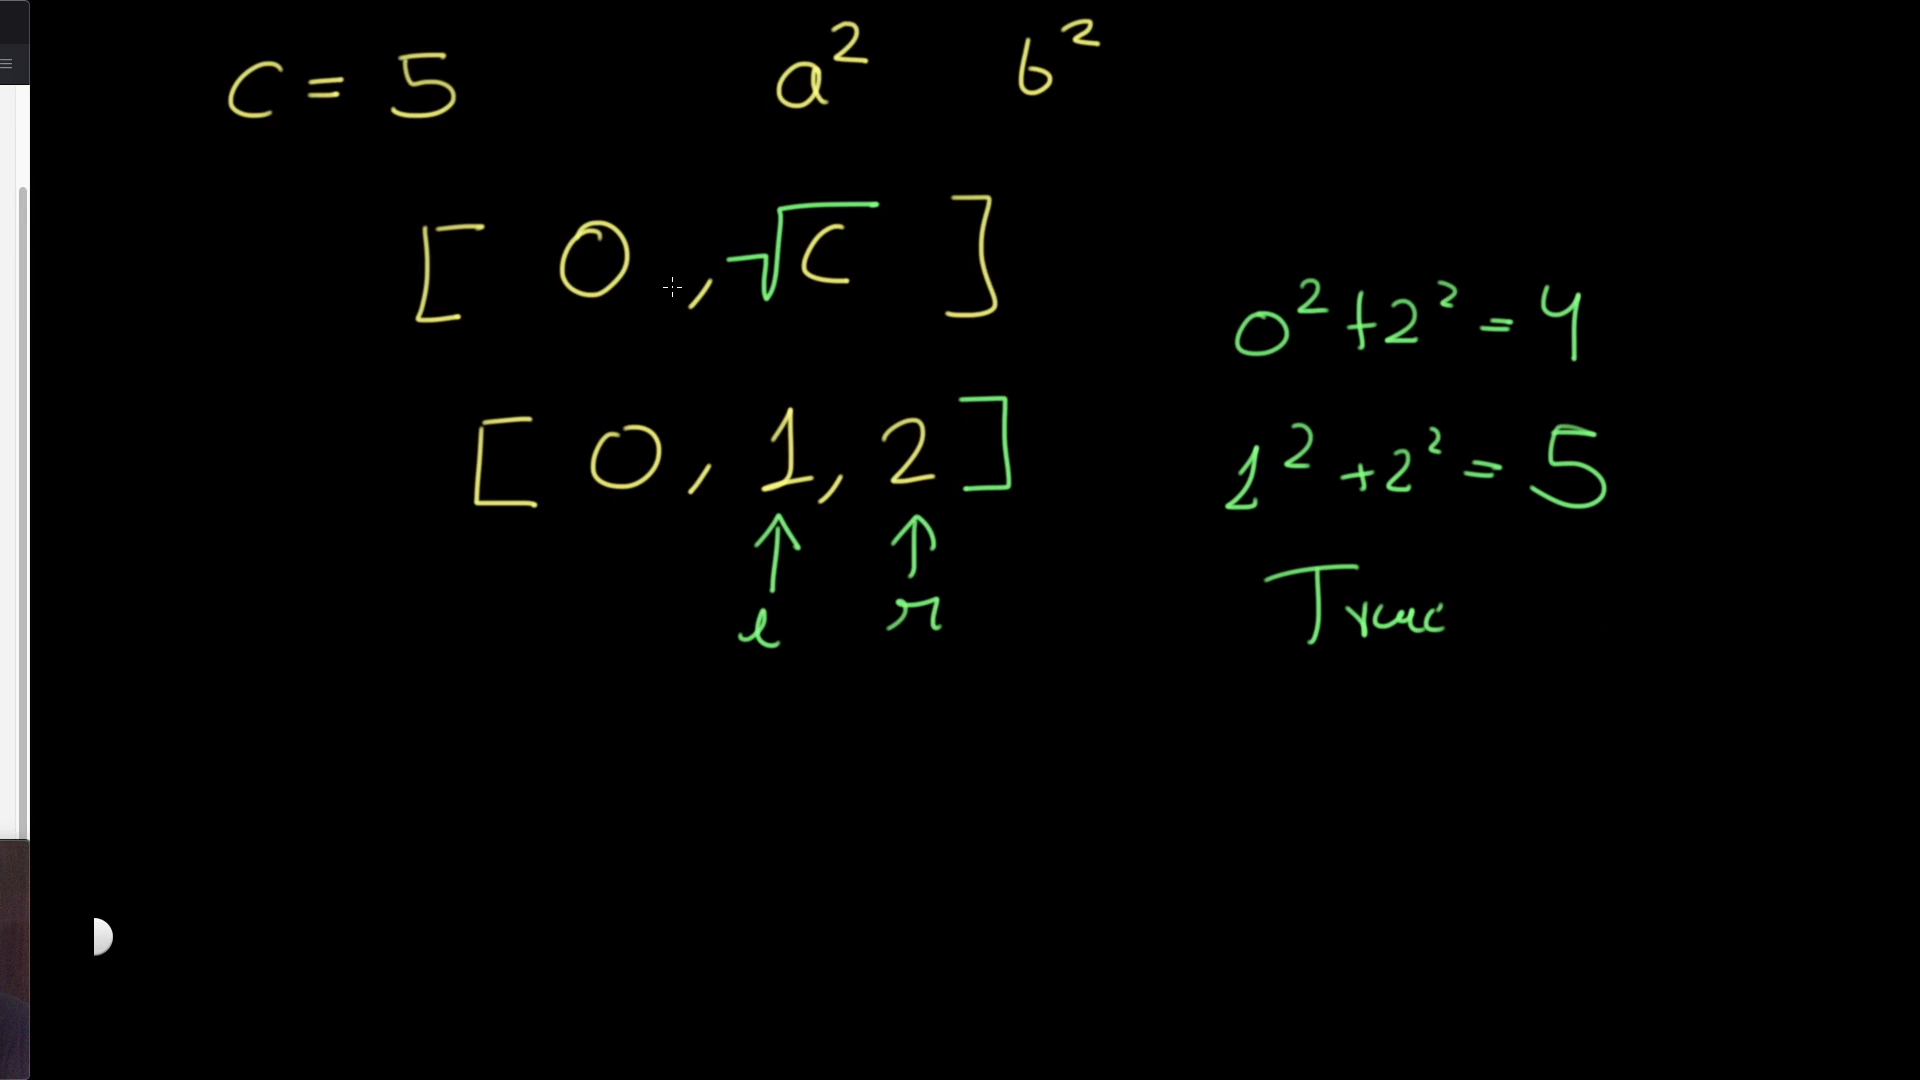 C = 5 a² b²
[ 0, √C ]
0² + 2² = 4
[ 0, 1, 2 ]
1² + 2² = 5
l r
True